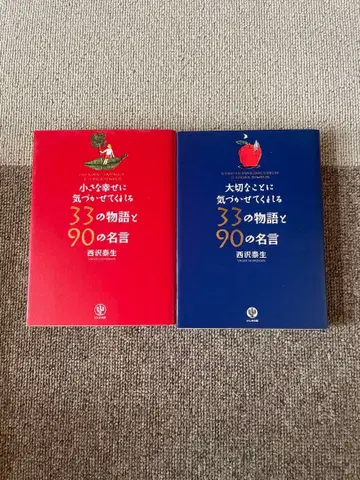 小さな幸せに
気づかせてくれる
33の物語と
90の名言
西沢泰生
大切なことに
気づかせてくれる
33の物語と
90の名言
西沢泰生